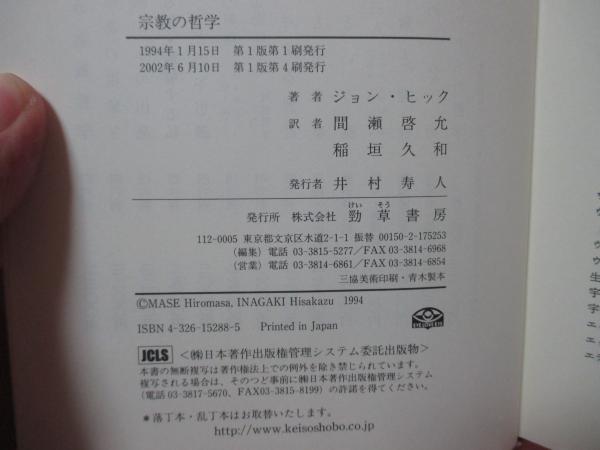 宗教の哲学
1994年1月15日 第1版第1刷発行
2002年6月10日 第1版第4刷発行
著者 ジョン・ヒック
訳者 間瀬啓允
稲垣久和
発行者 井村寿人
けい そう
発行所 株式会社 勁草書房
112-0005 東京都文京区水道2-1-1 振替 00150-2-175253
(編集) 電話 03-3815-5277/FAX 03-3814-6968
(営業) 電話 03-3814-6861/FAX 03-3814-6854
三協美術印刷・青木製本
©MASE Hiromasa, INAGAKI Hisakazu 1994
ISBN 4-326-15288-5 Printed in Japan
JCLS <㈱日本著作出版権管理システム委託出版物>
本書の無断複写は著作権法上での例外を除き禁じられています。
複写される場合は、そのつど事前に㈱日本著作出版権管理システム
(電話03-3817-5670、FAX03-3815-8199)の許諾を得てください。
*落丁本・乱丁本はお取替いたします。
http://www.keisoshobo.co.jp
生
宇
宇
エ
エ
エ